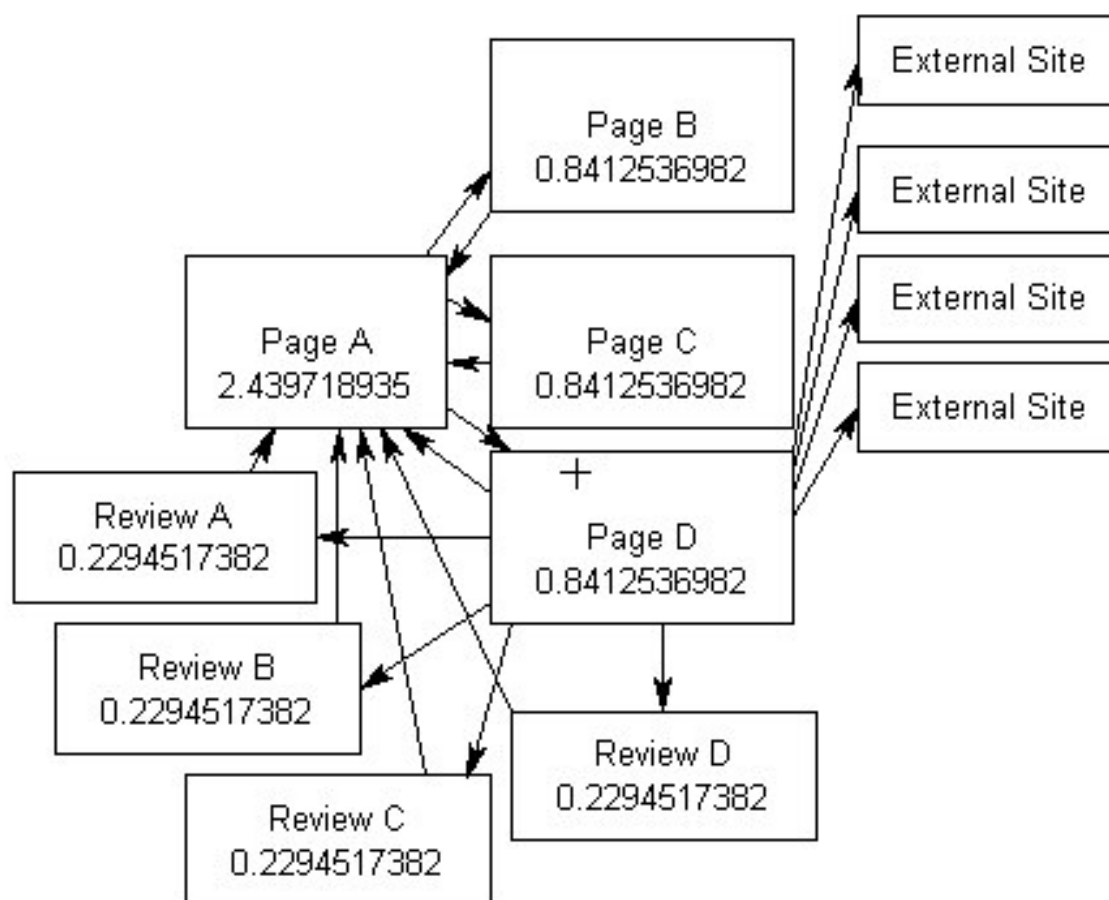 External Site
Page B
0.8412536982
External Site
External Site
Page A
2.439718935
Page C
0.8412536982
External Site
Review A
0.2294517382
Page D
0.8412536982
Review B
0.2294517382
Review D
0.2294517382
Review C
0.2294517382